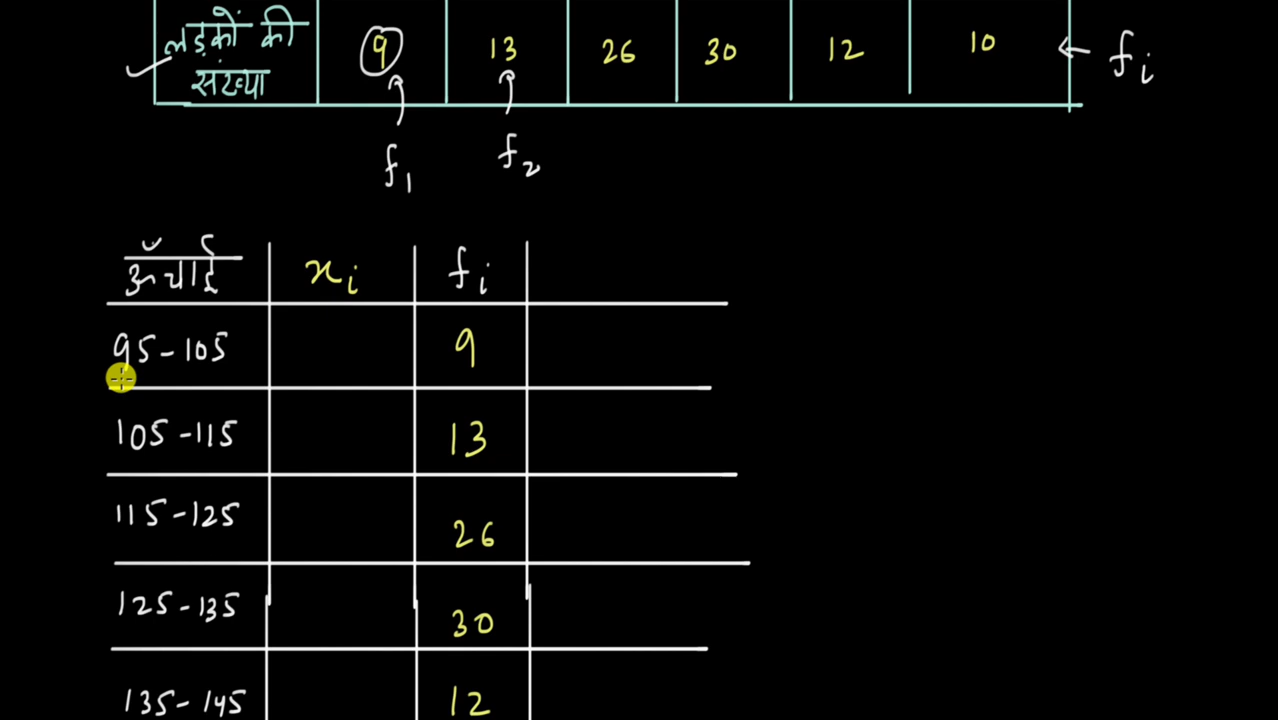 लड़कों की 9 13 26 30 12 10 ← fi
संख्या
f1 f2
ऊँचाई xi fi
95-105 9
105-115 13
115-125 26
125-135 30
135-145 12